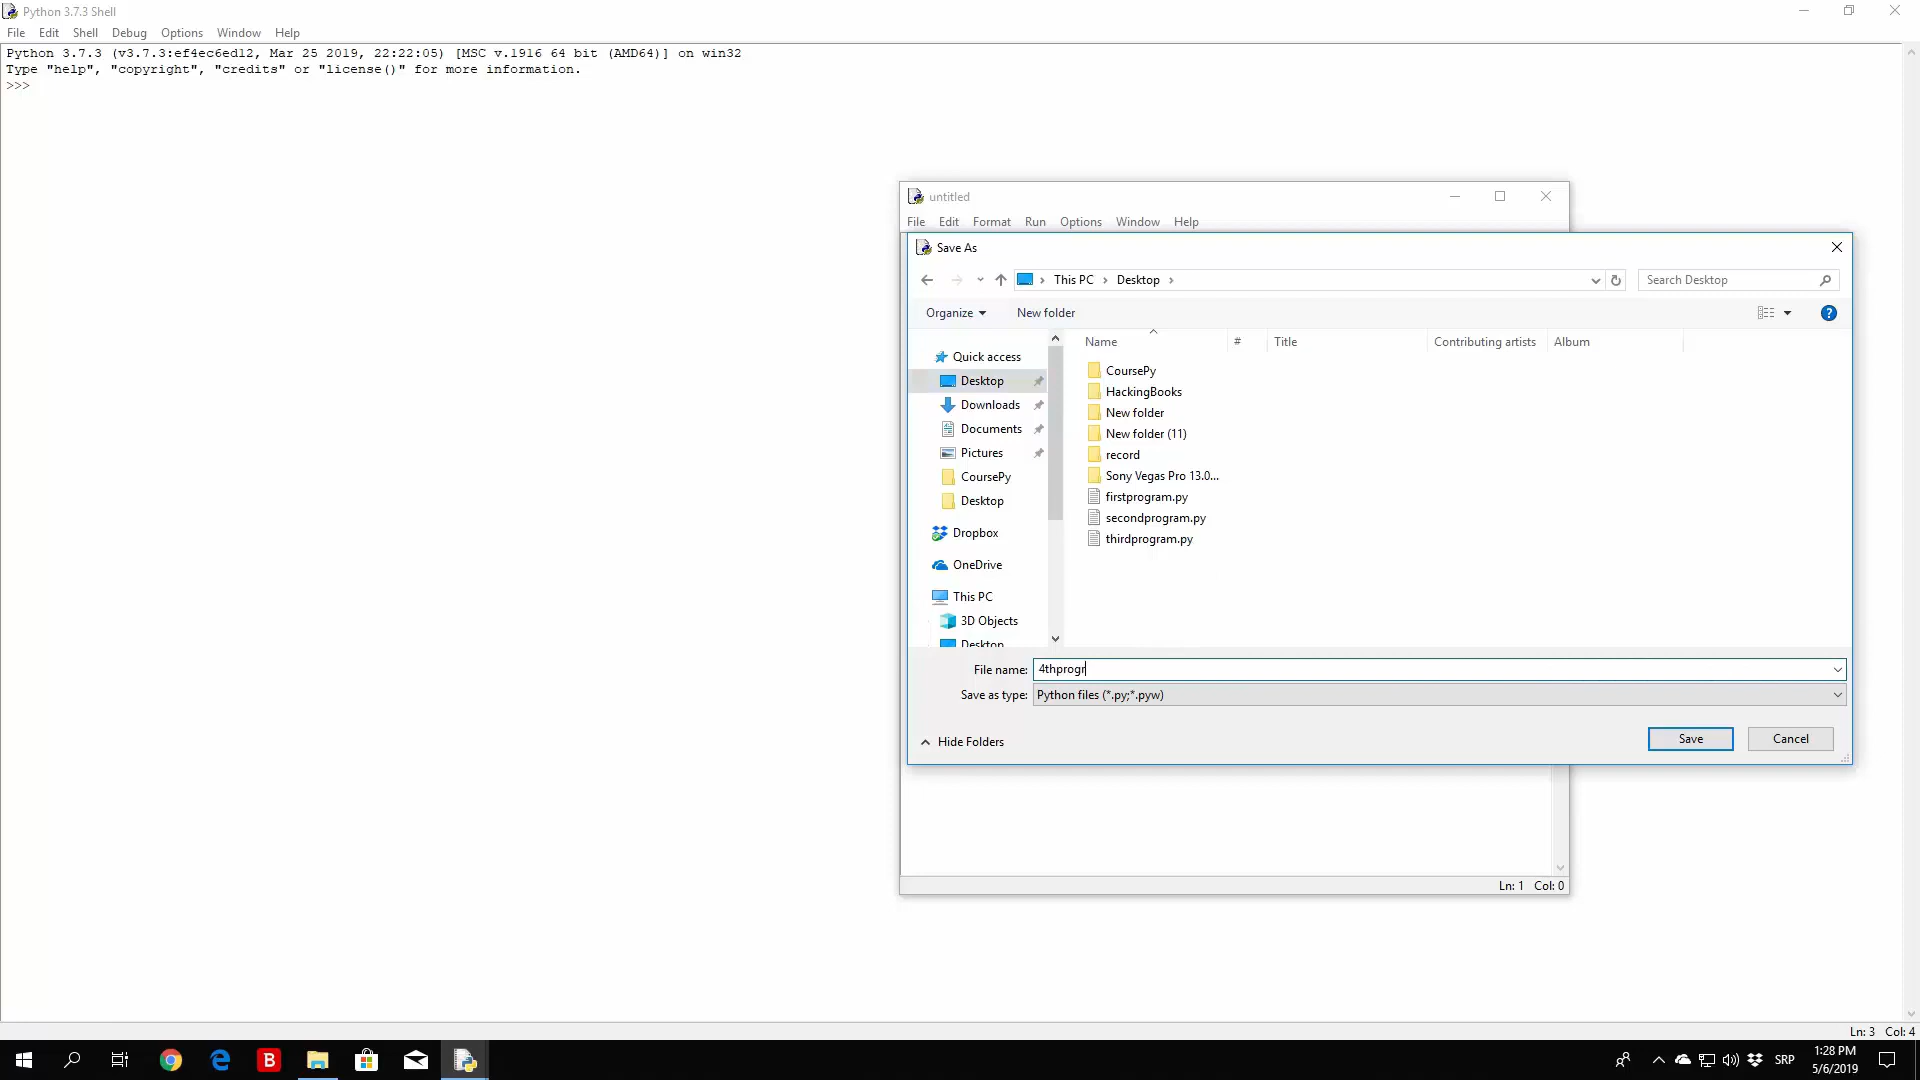 Python 3.7.3 Shell
File Edit Shell Debug Options Window Help
Python 3.7.3 (v3.7.3:ef4ec6ed12, Mar 25 2019, 22:22:05) [MSC v.1916 64 bit (AMD64)] on win32
Type "help", "copyright", "credits" or "license()" for more information.
>>>
untitled
File Edit Format Run Options Window Help
Save As
This PC > Desktop >
Search Desktop
Organize New folder
Name # Title Contributing artists Album
Quick access
Desktop
Downloads
Documents
Pictures
CoursePy
Desktop
Dropbox
OneDrive
This PC
3D Objects
Desktop
CoursePy
HackingBooks
New folder
New folder (11)
record
Sony Vegas Pro 13.0...
firstprogram.py
secondprogram.py
thirdprogram.py
File name: 4thprogr
Save as type: Python files (*.py;*.pyw)
Hide Folders
Save Cancel
Ln: 1 Col: 0
Ln: 3 Col: 4
SRP
1:28 PM
5/6/2019